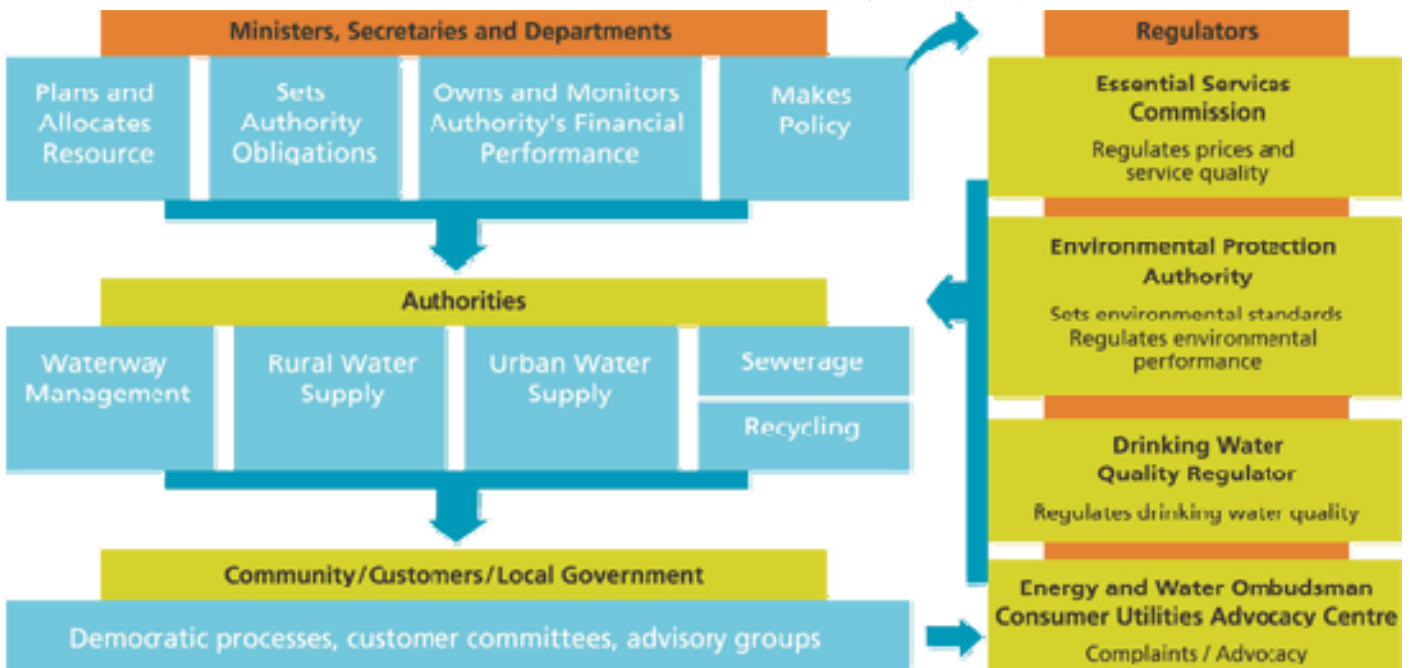 Ministers, Secretaries and Departments
Plans and
Allocates
Resource
Sets
Authority
Obligations
Owns and Monitors
Authority's Financial
Performance
Makes
Policy
Authorities
Waterway
Management
Rural Water
Supply
Urban Water
Supply
Sewerage
Recycling
Community/Customers/Local Government
Democratic processes, customer committees, advisory groups
Regulators
Essential Services
Commission
Regulates prices and
service quality
Environmental Protection
Authority
Sets environmental standards
Regulates environmental
performance
Drinking Water
Quality Regulator
Regulates drinking water quality
Energy and Water Ombudsman
Consumer Utilities Advocacy Centre
Complaints / Advocacy